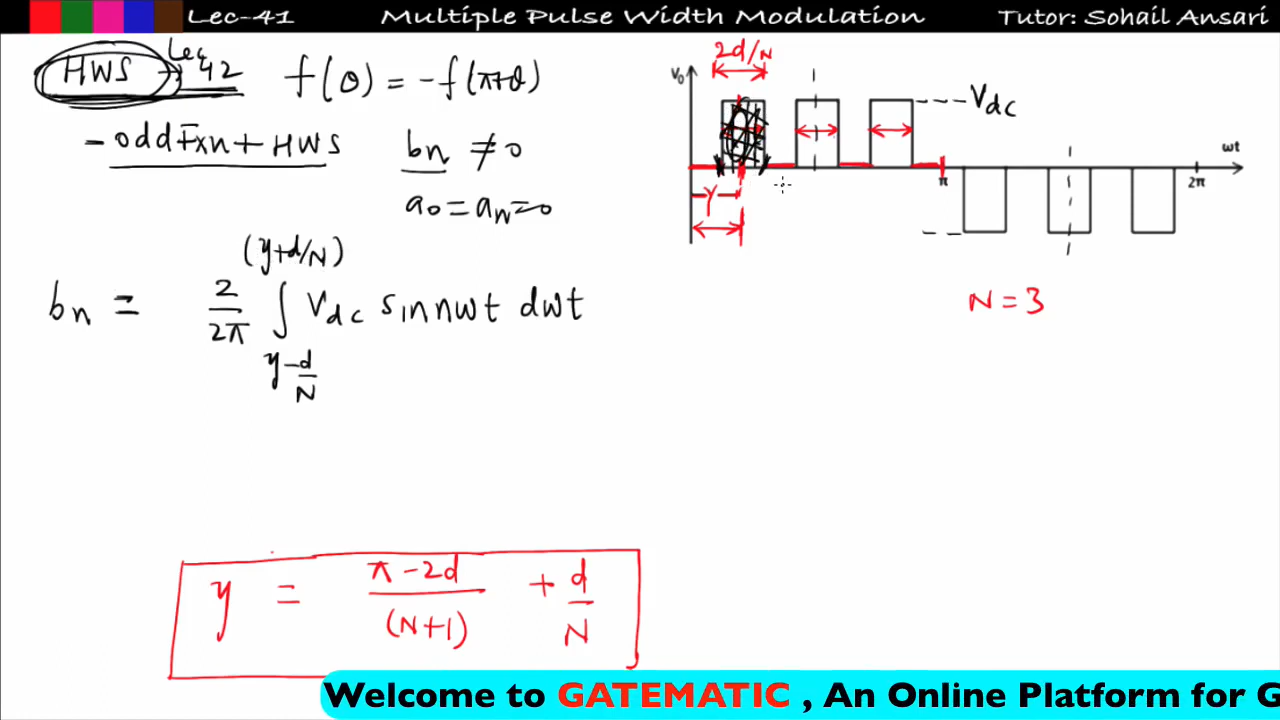 Lec-41 Multiple Pulse Width Modulation Tutor: Sohail Ansari
HWS → Lec 42
f(θ) = -f(π+θ)
- odd Fxn + HWS
bn ≠ 0
a0 = an = 0
bn = 2/2π ∫ Vdc sin nωt dωt
(γ+d/N)
γ - d/N
γ = π-2d/(N+1) + d/N
2d/N
V0
Vdc
ωt
π
2π
γ
N = 3
Welcome to GATEMATIC , An Online Platform for G